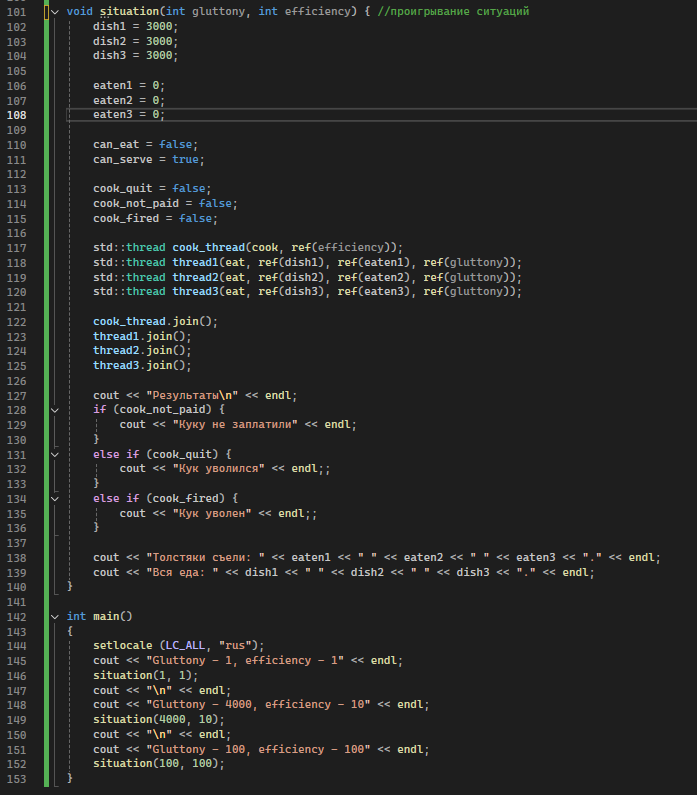 101 void situation(int gluttony, int efficiency) { //проигрывание ситуаций
102 dish1 = 3000;
103 dish2 = 3000;
104 dish3 = 3000;
105
106 eaten1 = 0;
107 eaten2 = 0;
108 eaten3 = 0;
109
110 can_eat = false;
111 can_serve = true;
112
113 cook_quit = false;
114 cook_not_paid = false;
115 cook_fired = false;
116
117 std::thread cook_thread(cook, ref(efficiency));
118 std::thread thread1(eat, ref(dish1), ref(eaten1), ref(gluttony));
119 std::thread thread2(eat, ref(dish2), ref(eaten2), ref(gluttony));
120 std::thread thread3(eat, ref(dish3), ref(eaten3), ref(gluttony));
121
122 cook_thread.join();
123 thread1.join();
124 thread2.join();
125 thread3.join();
126
127 cout << "Результаты\n" << endl;
128 if (cook_not_paid) {
129 cout << "Куку не заплатили" << endl;
130 }
131 else if (cook_quit) {
132 cout << "Кук уволился" << endl;;
133 }
134 else if (cook_fired) {
135 cout << "Кук уволен" << endl;;
136 }
137
138 cout << "Толстяки съели: " << eaten1 << " " << eaten2 << " " << eaten3 << "." << endl;
139 cout << "Вся еда: " << dish1 << " " << dish2 << " " << dish3 << "." << endl;
140 }
141
142 int main()
143 {
144 setlocale (LC_ALL, "rus");
145 cout << "Gluttony - 1, efficiency - 1" << endl;
146 situation(1, 1);
147 cout << "\n" << endl;
148 cout << "Gluttony - 4000, efficiency - 10" << endl;
149 situation(4000, 10);
150 cout << "\n" << endl;
151 cout << "Gluttony - 100, efficiency - 100" << endl;
152 situation(100, 100);
153 }